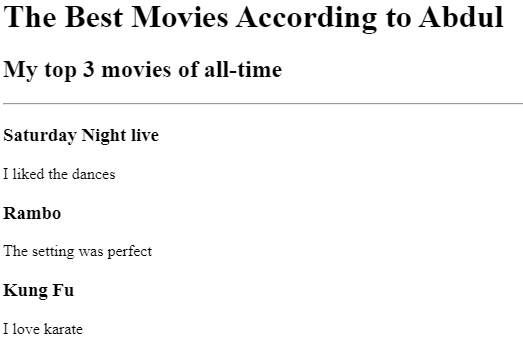 The Best Movies According to Abdul
My top 3 movies of all-time
Saturday Night live
I liked the dances
Rambo
The setting was perfect
Kung Fu
I love karate